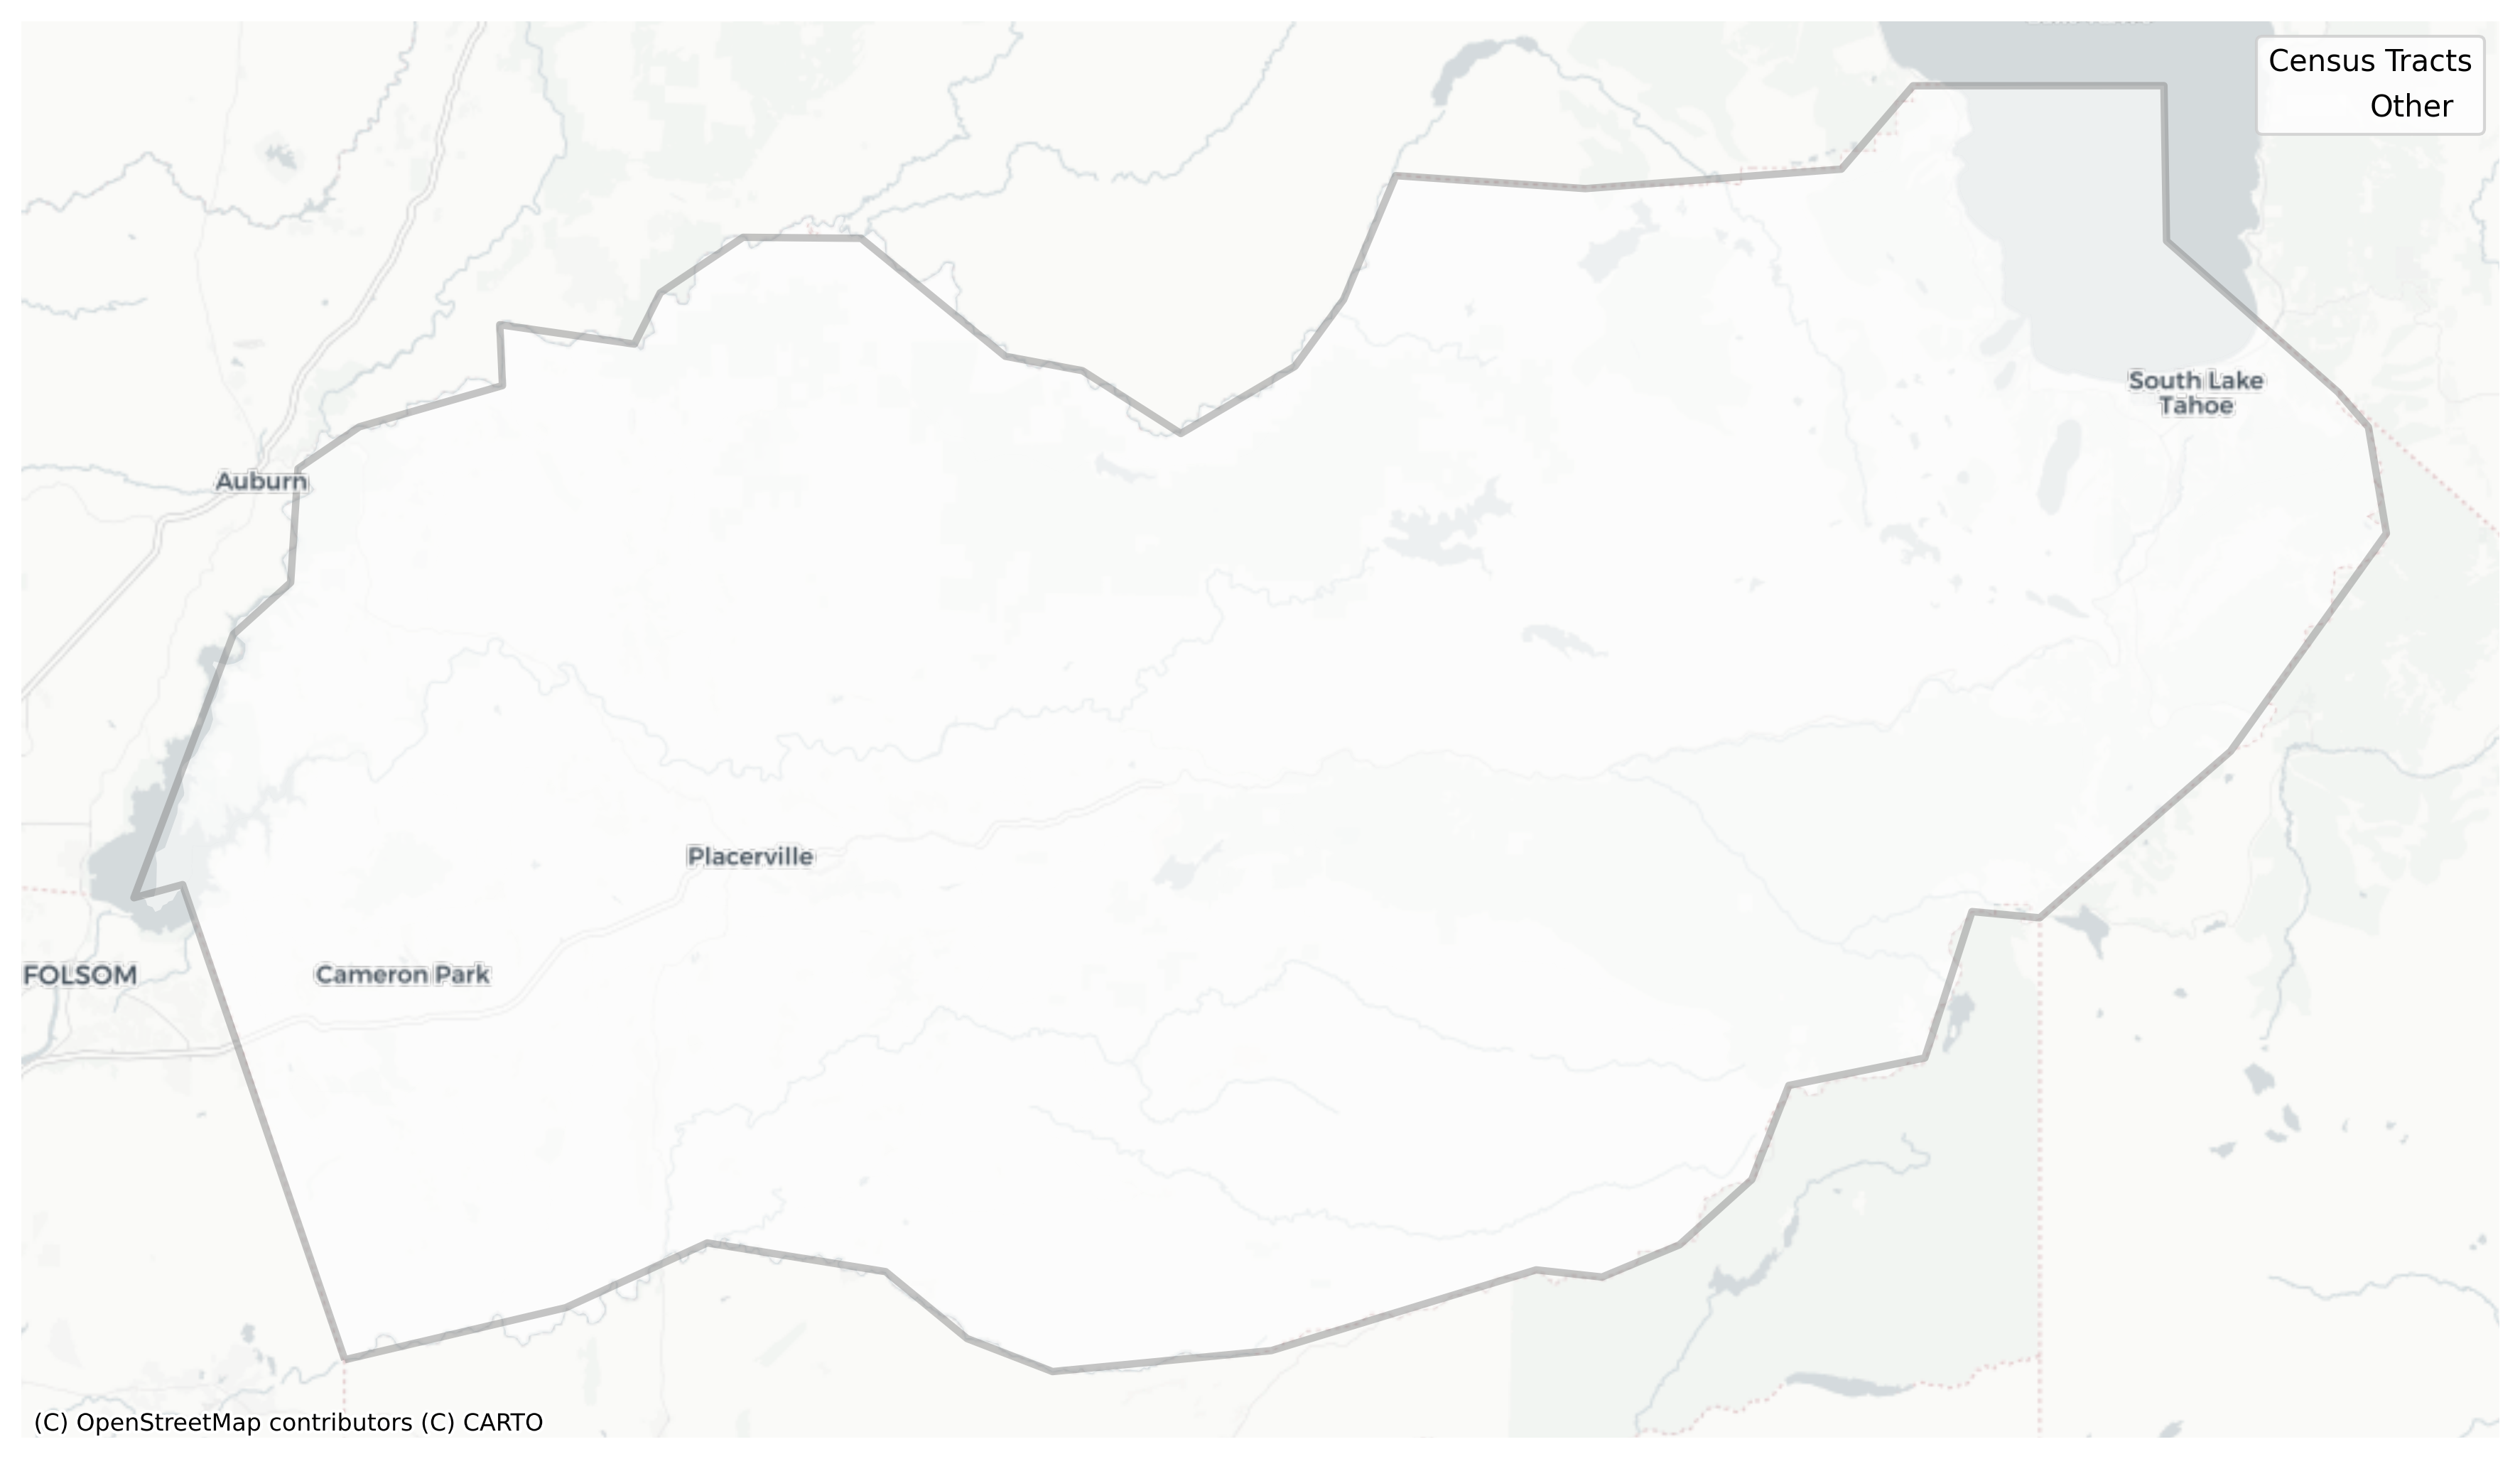 Census Tracts
Other
South Lake
Tahoe
Auburn
Placerville
FOLSOM
Cameron Park
(C) OpenStreetMap contributors (C) CARTO